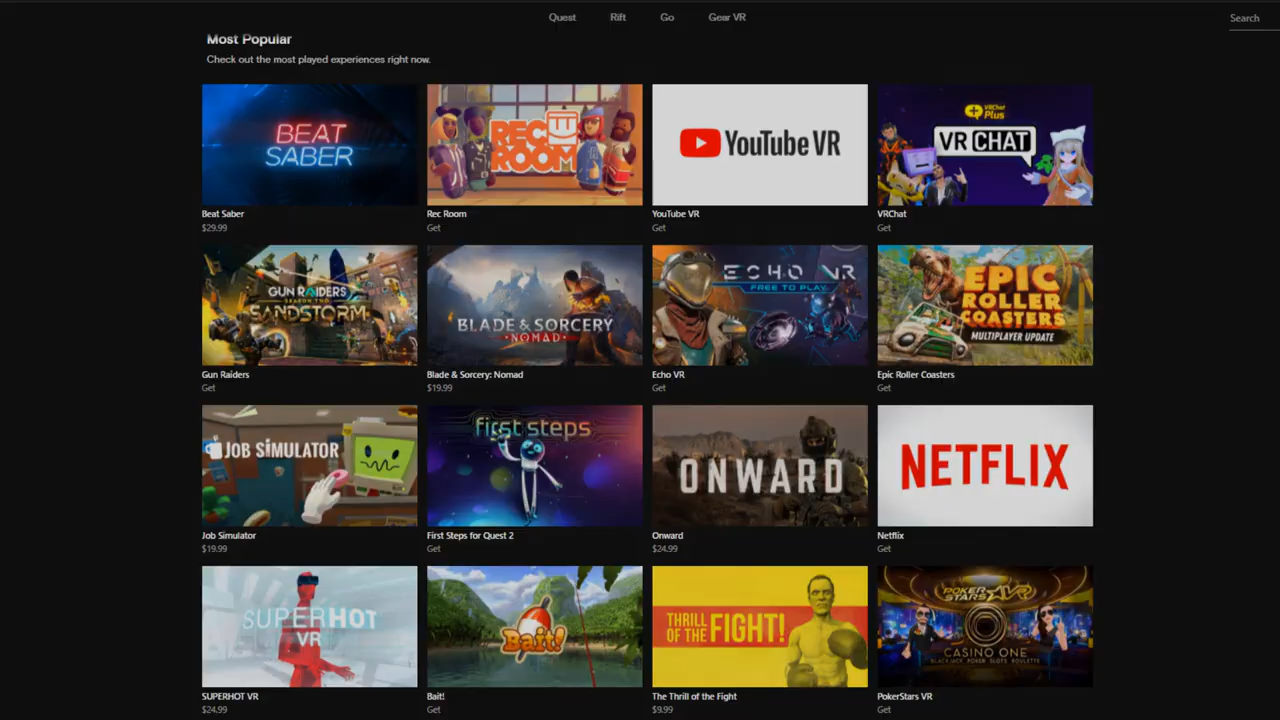 Quest Rift Go Gear VR Search
Most Popular
Check out the most played experiences right now.
BEAT
SABER
REC
ROOM
YouTube VR
VRChat
Plus
VR CHAT
Beat Saber
Rec Room
YouTube VR
VRChat
$29.99
Get
Get
Get
GUN RAIDERS
SEASON TWO
SANDSTORM
BLADE & SORCERY
NOMAD
ECHO VR
FREE TO PLAY
EPIC
ROLLER
COASTERS
MULTIPLAYER UPDATE
Gun Raiders
Blade & Sorcery: Nomad
Echo VR
Epic Roller Coasters
Get
$19.99
Get
Get
JOB SIMULATOR
first steps
ONWARD
NETFLIX
Job Simulator
First Steps for Quest 2
Onward
Netflix
$19.99
Get
$24.99
Get
SUPERHOT
VR
Bait!
THRILL
OF THE FIGHT!
POKER
STARS VR
CASINO ONE
BLACKJACK POKER SLOTS ROULETTE
SUPERHOT VR
Bait!
The Thrill of the Fight
PokerStars VR
$24.99
Get
$9.99
Get